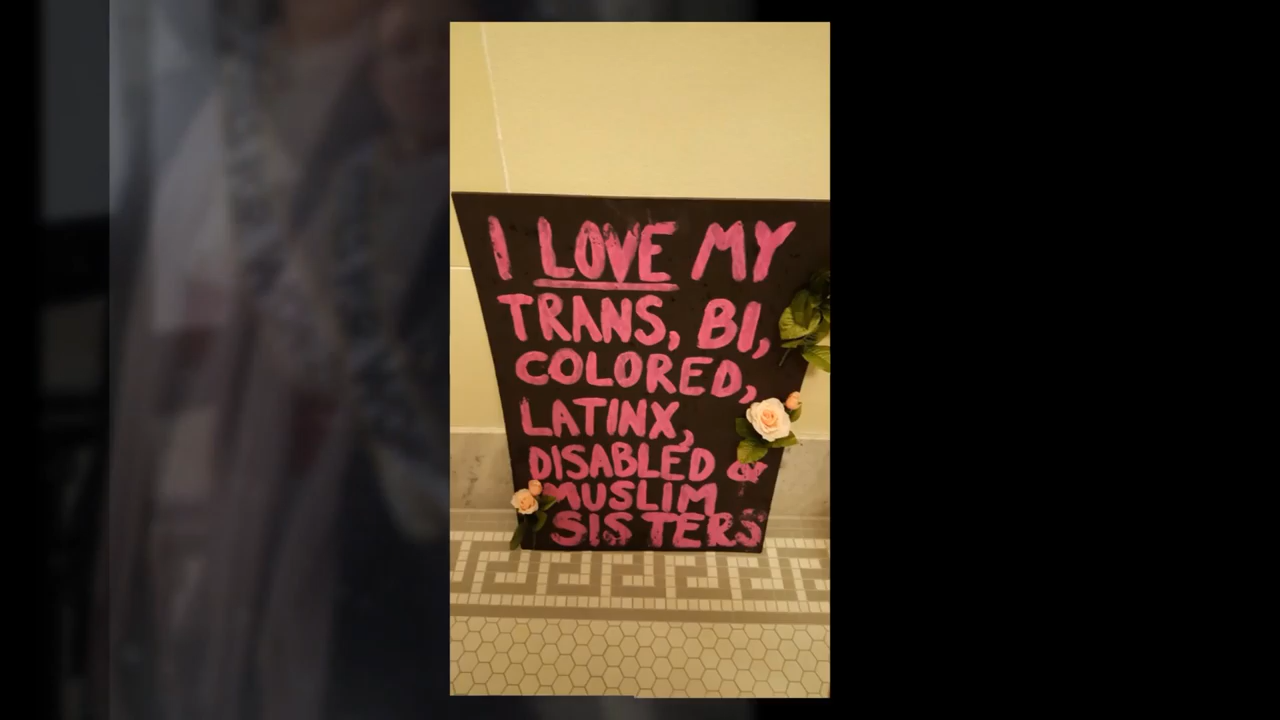 I LOVE MY
TRANS, BI,
COLORED,
LATINX,
DISABLED &
MUSLIM
SISTERS